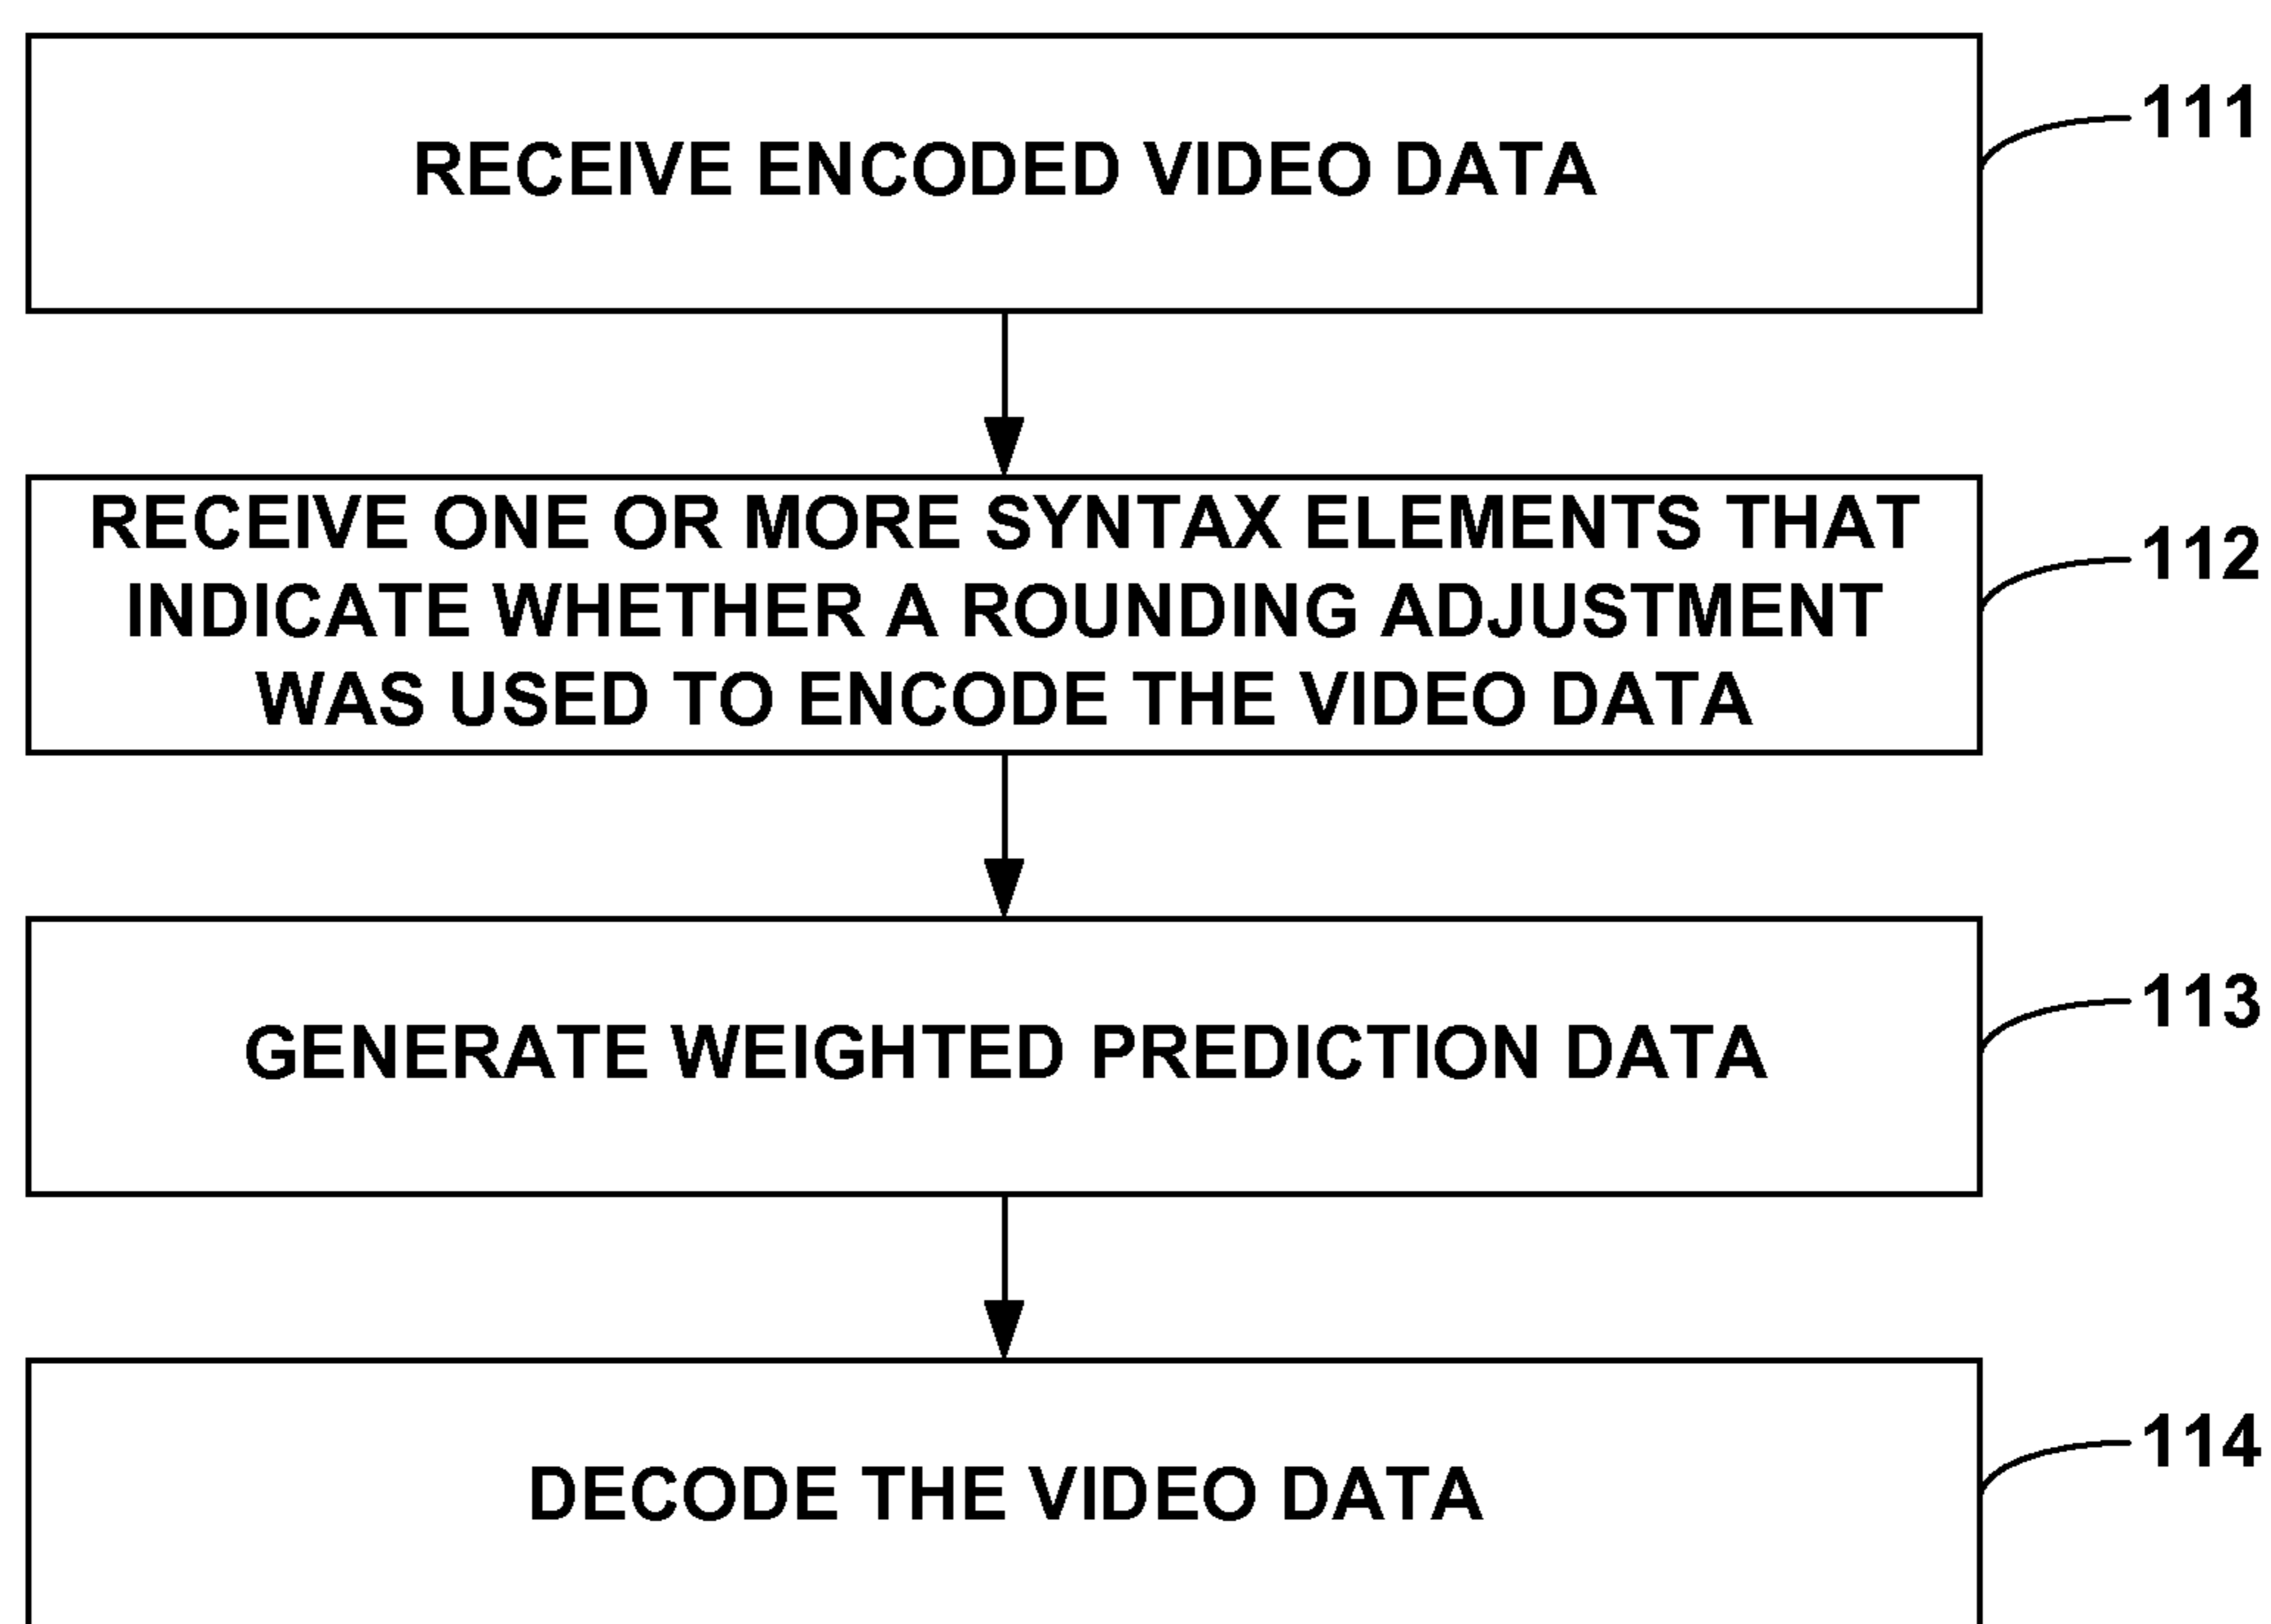 RECEIVE ENCODED VIDEO DATA
111
RECEIVE ONE OR MORE SYNTAX ELEMENTS THAT
INDICATE WHETHER A ROUNDING ADJUSTMENT
WAS USED TO ENCODE THE VIDEO DATA
112
GENERATE WEIGHTED PREDICTION DATA
113
DECODE THE VIDEO DATA
114